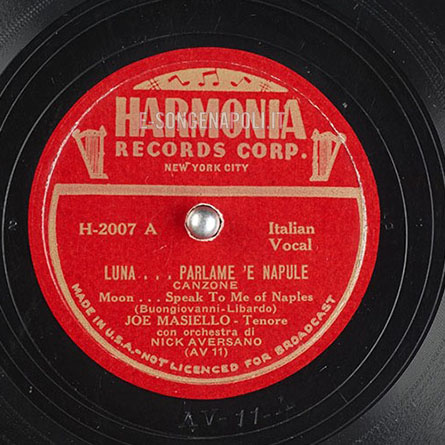 HARMONIA
E-SONGENAPOLI.IT
RECORDS CORP.
NEW YORK CITY
H-2007 A
Italian
Vocal
LUNA . . . PARLAME 'E NAPULE
CANZONE
Moon . . . Speak To Me of Naples
(Buongiovanni-Libardo)
JOE MASIELLO - Tenore
con orchestra di
NICK AVERSANO
(AV 11)
MADE IN U.S.A.-NOT LICENCED FOR BROADCAST
AV-11-